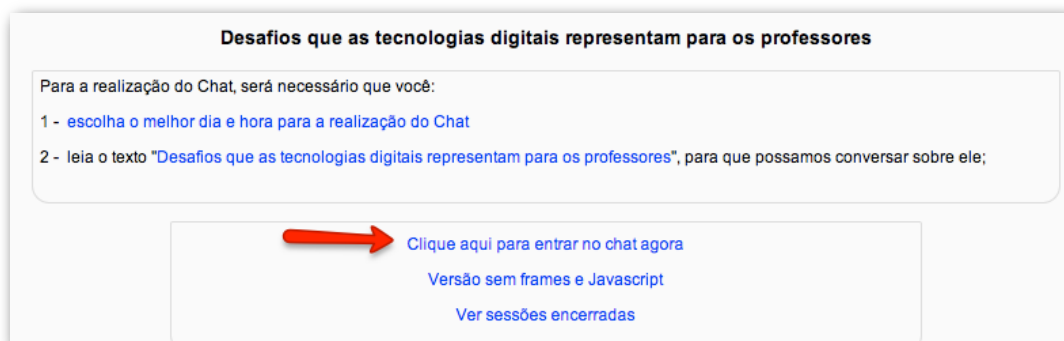 Desafios que as tecnologias digitais representam para os professores
Para a realização do Chat, será necessário que você:
1 - escolha o melhor dia e hora para a realização do Chat
2 - leia o texto "Desafios que as tecnologias digitais representam para os professores", para que possamos conversar sobre ele;
Clique aqui para entrar no chat agora
Versão sem frames e Javascript
Ver sessões encerradas